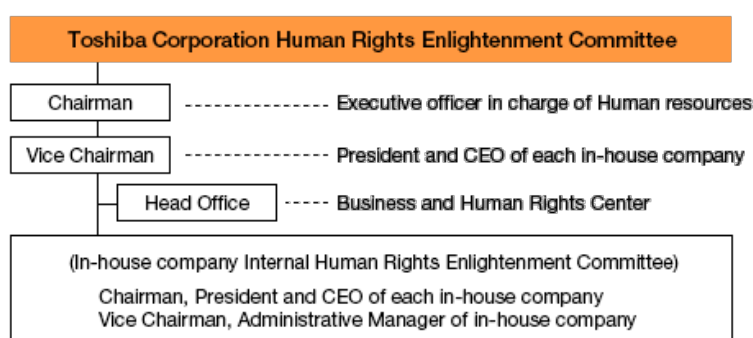 Toshiba Corporation Human Rights Enlightenment Committee
Chairman Executive officer in charge of Human resources
Vice Chairman President and CEO of each in-house company
Head Office Business and Human Rights Center
(In-house company Internal Human Rights Enlightenment Committee)
Chairman, President and CEO of each in-house company
Vice Chairman, Administrative Manager of in-house company